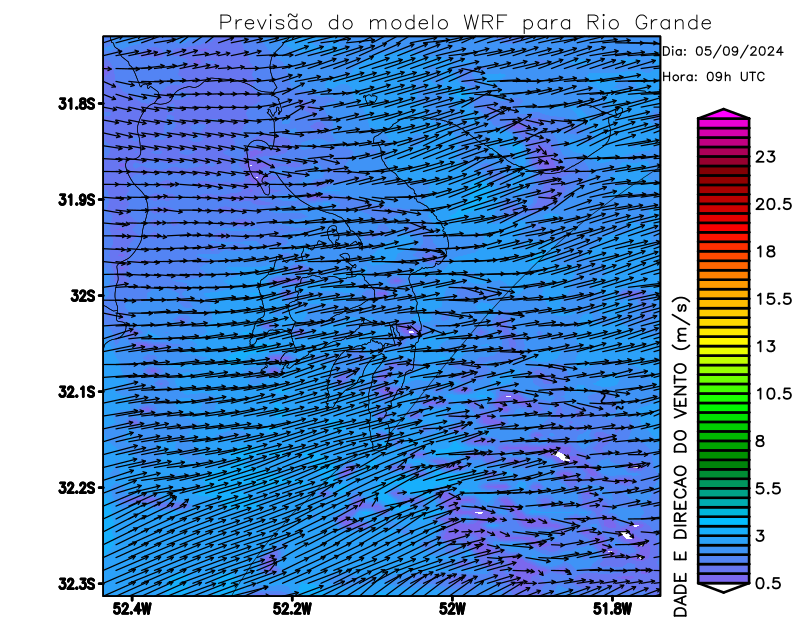 Previsão do modelo WRF para Rio Grande
Dia: 05/09/2024
Hora: 09h UTC
31.8S
31.9S
32S
32.1S
32.2S
32.3S
52.4W
52.2W
52W
51.8W
23
20.5
18
15.5
13
10.5
8
5.5
3
0.5
DADE E DIRECAO DO VENTO (m/s)